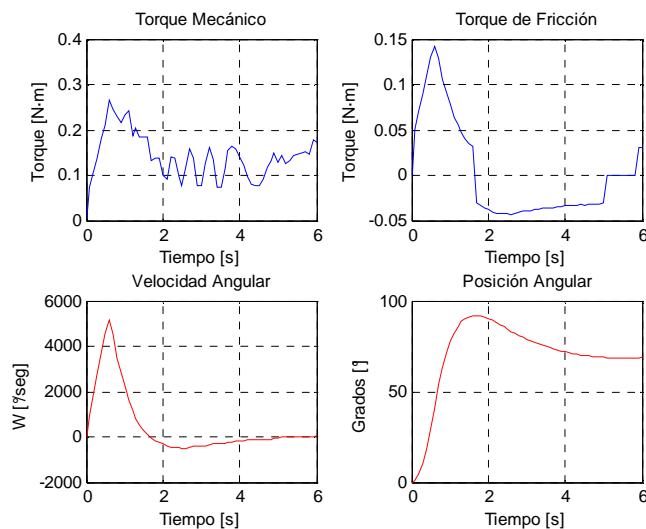 Torque Mecánico
Torque [N·m]
0.4
0.3
0.2
0.1
0
0 2 4 6
Tiempo [s]
Torque de Fricción
Torque [N·m]
0.15
0.1
0.05
0
-0.05
0 2 4 6
Tiempo [s]
Velocidad Angular
W [º/seg]
6000
4000
2000
0
-2000
0 2 4 6
Tiempo [s]
Posición Angular
Grados [º]
100
50
0
0 2 4 6
Tiempo [s]